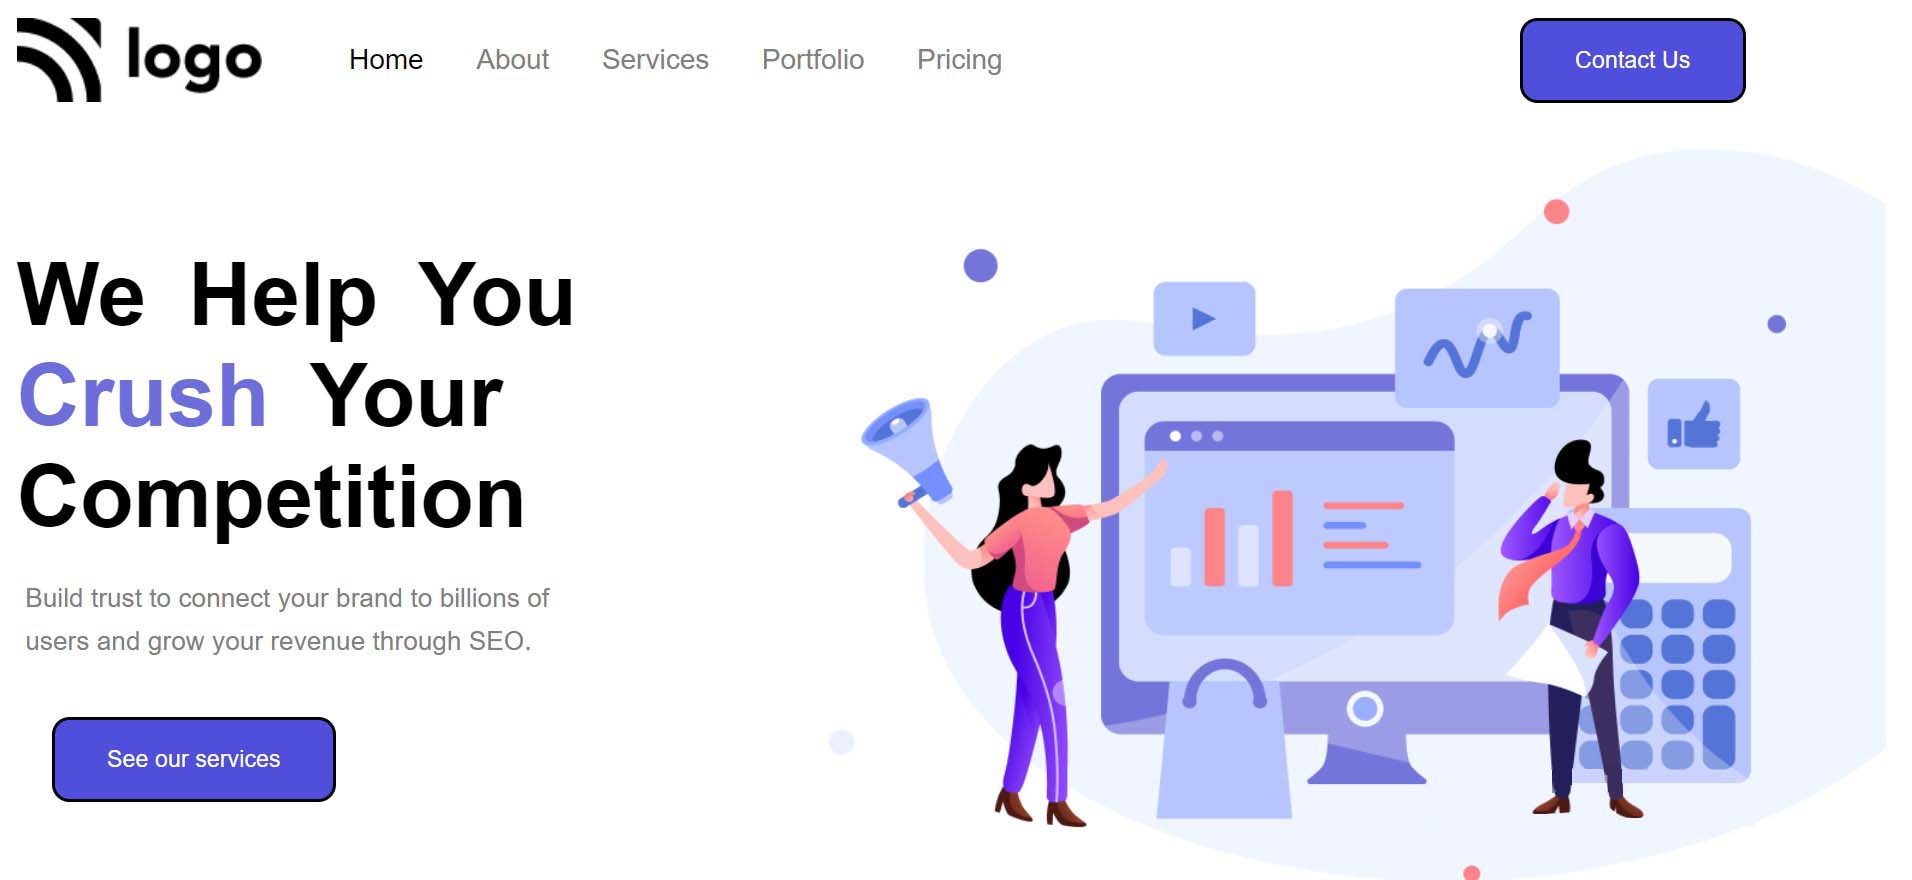 logo
Home About Services Portfolio Pricing Contact Us
We Help You
Crush Your
Competition
Build trust to connect your brand to billions of
users and grow your revenue through SEO.
See our services